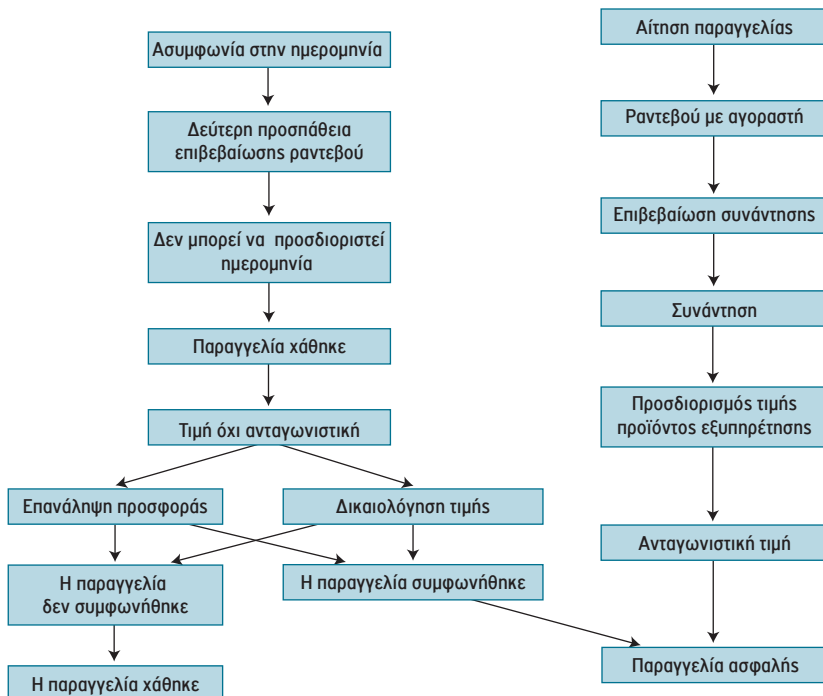 Ασυμφωνία στην ημερομηνία
Δεύτερη προσπάθεια
επιβεβαίωσης ραντεβού
Δεν μπορεί να προσδιοριστεί
ημερομηνία
Παραγγελία χάθηκε
Τιμή όχι ανταγωνιστική
Επανάληψη προσφοράς
Δικαιολόγηση τιμής
Η παραγγελία
δεν συμφωνήθηκε
Η παραγγελία συμφωνήθηκε
Η παραγγελία χάθηκε
Αίτηση παραγγελίας
Ραντεβού με αγοραστή
Επιβεβαίωση συνάντησης
Συνάντηση
Προσδιορισμός τιμής
προϊόντος εξυπηρέτησης
Ανταγωνιστική τιμή
Παραγγελία ασφαλής